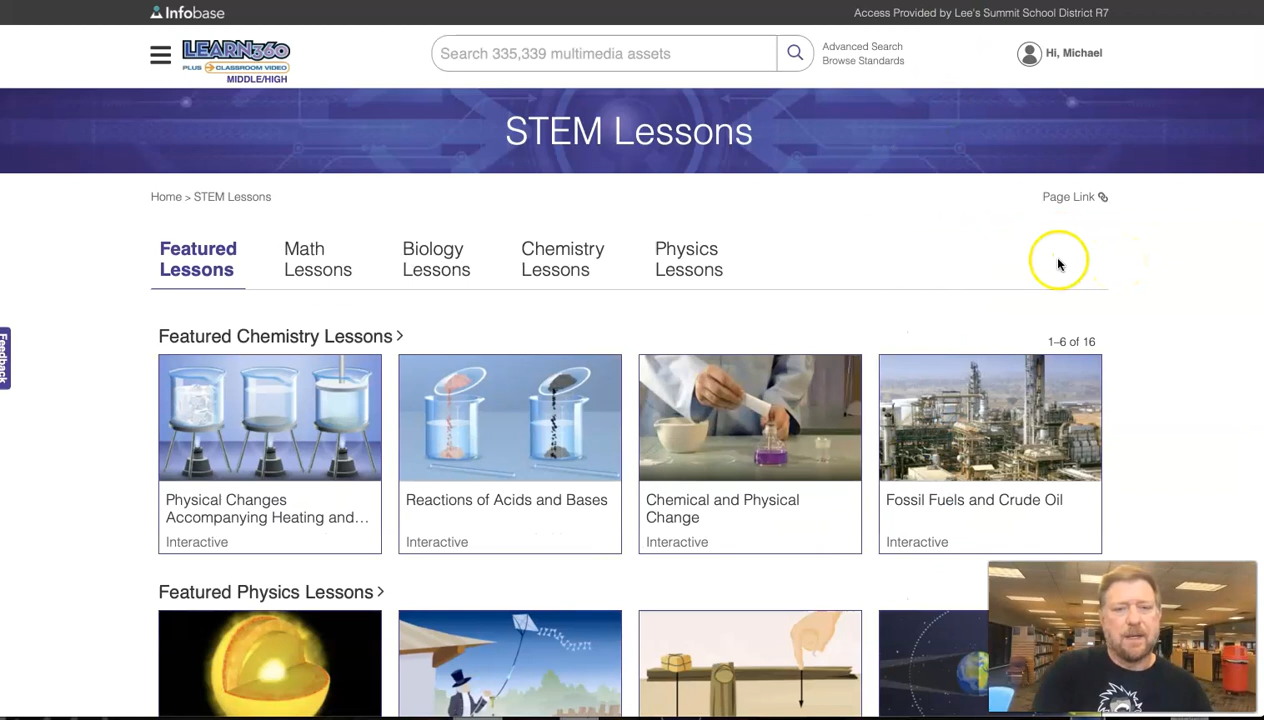 Infobase
Access Provided by Lee's Summit School District R7
LEARN360
PLUS CLASSROOM VIDEO
MIDDLE/HIGH
Search 335,339 multimedia assets
Advanced Search
Browse Standards
Hi, Michael
STEM Lessons
Home > STEM Lessons
Page Link
Featured
Lessons
Math
Lessons
Biology
Lessons
Chemistry
Lessons
Physics
Lessons
Feedback
Featured Chemistry Lessons >
1–6 of 16
Physical Changes
Accompanying Heating and...
Interactive
Reactions of Acids and Bases
Interactive
Chemical and Physical
Change
Interactive
Fossil Fuels and Crude Oil
Interactive
Featured Physics Lessons >